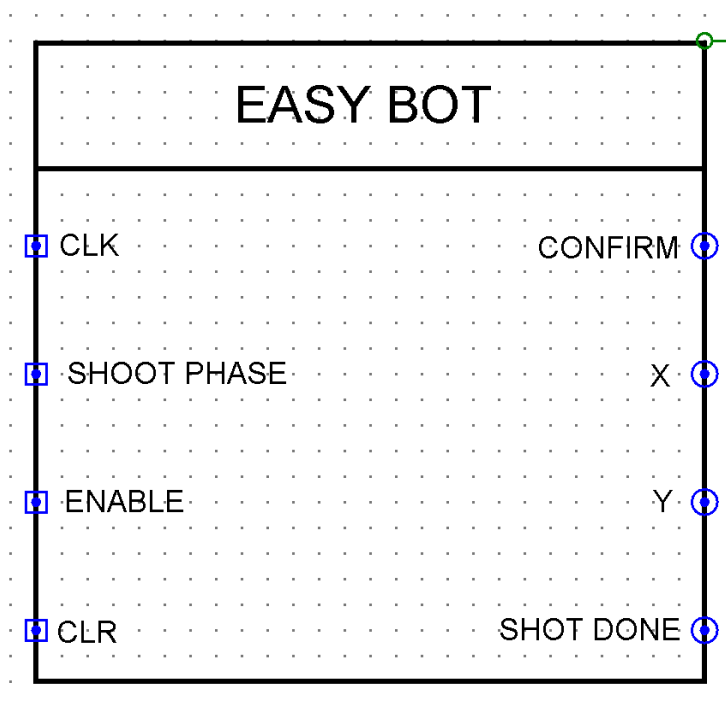 EASY BOT
CLK
CONFIRM
SHOOT PHASE
X
ENABLE
Y
CLR
SHOT DONE